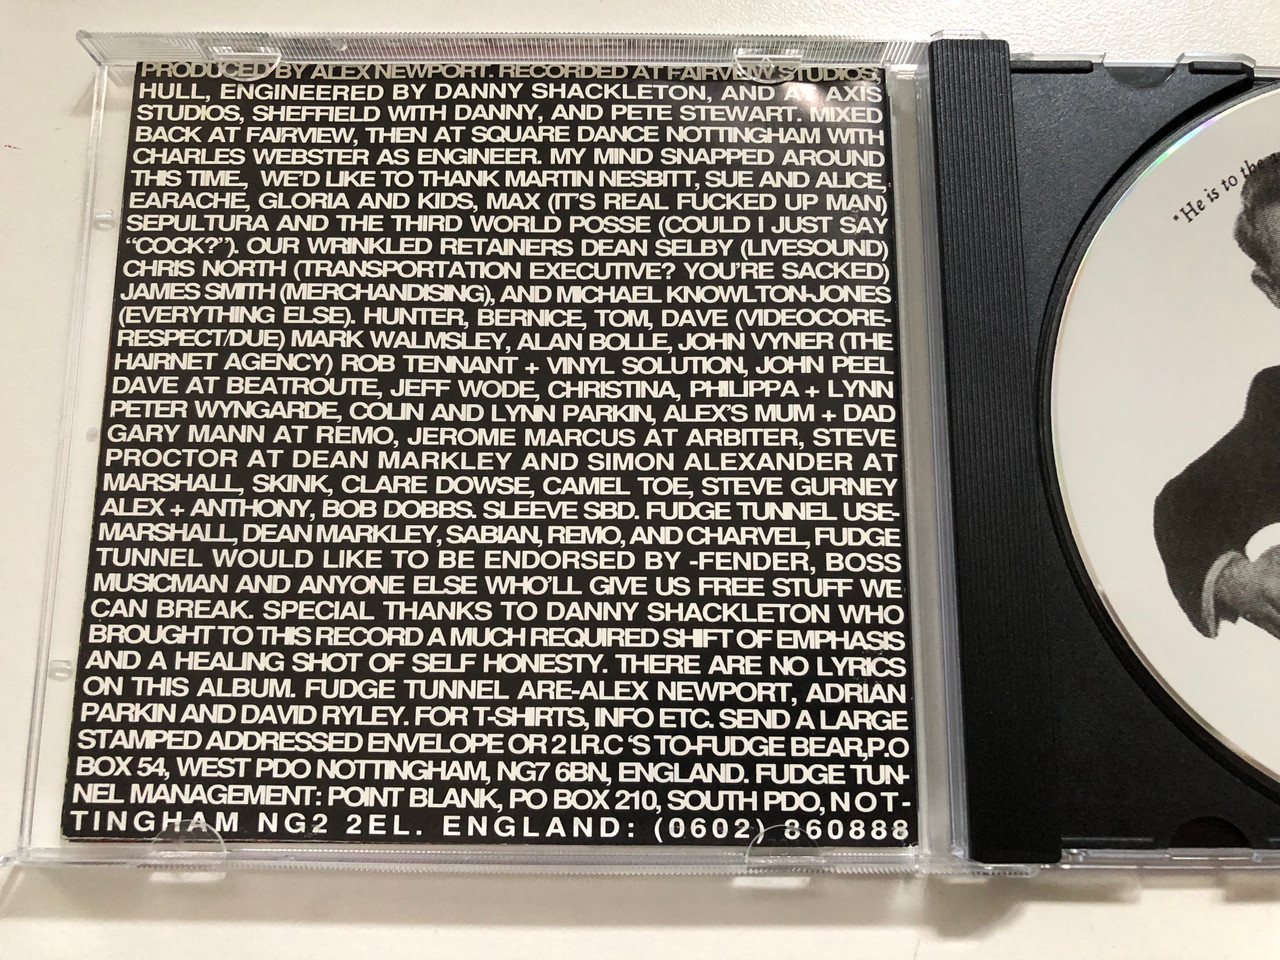 PRODUCED BY ALEX NEWPORT. RECORDED AT FAIRVIEW STUDIOS,
HULL, ENGINEERED BY DANNY SHACKLETON, AND AT AXIS
STUDIOS, SHEFFIELD WITH DANNY, AND PETE STEWART. MIXED
BACK AT FAIRVIEW, THEN AT SQUARE DANCE NOTTINGHAM WITH
CHARLES WEBSTER AS ENGINEER. MY MIND SNAPPED AROUND
THIS TIME, WE'D LIKE TO THANK MARTIN NESBITT, SUE AND ALICE,
EARACHE, GLORIA AND KIDS, MAX (IT'S REAL FUCKED UP MAN)
SEPULTURA AND THE THIRD WORLD POSSE (COULD I JUST SAY
“COCK?”). OUR WRINKLED RETAINERS DEAN SELBY (LIVESOUND)
CHRIS NORTH (TRANSPORTATION EXECUTIVE? YOU'RE SACKED)
JAMES SMITH (MERCHANDISING), AND MICHAEL KNOWLTON-JONES
(EVERYTHING ELSE). HUNTER, BERNICE, TOM, DAVE (VIDEOCORE-
RESPECT/DUE) MARK WALMSLEY, ALAN BOLLE, JOHN VYNER (THE
HAIRNET AGENCY) ROB TENNANT + VINYL SOLUTION, JOHN PEEL
DAVE AT BEATROUTE, JEFF WODE, CHRISTINA, PHILIPPA + LYNN
PETER WYNGARDE, COLIN AND LYNN PARKIN, ALEX'S MUM + DAD
GARY MANN AT REMO, JEROME MARCUS AT ARBITER, STEVE
PROCTOR AT DEAN MARKLEY AND SIMON ALEXANDER AT
MARSHALL, SKINK, CLARE DOWSE, CAMEL TOE, STEVE GURNEY
ALEX + ANTHONY, BOB DOBBS. SLEEVE SBD. FUDGE TUNNEL USE-
MARSHALL, DEAN MARKLEY, SABIAN, REMO, AND CHARVEL, FUDGE
TUNNEL WOULD LIKE TO BE ENDORSED BY -FENDER, BOSS
MUSICMAN AND ANYONE ELSE WHO'LL GIVE US FREE STUFF WE
CAN BREAK. SPECIAL THANKS TO DANNY SHACKLETON WHO
BROUGHT TO THIS RECORD A MUCH REQUIRED SHIFT OF EMPHASIS
AND A HEALING SHOT OF SELF HONESTY. THERE ARE NO LYRICS
ON THIS ALBUM. FUDGE TUNNEL ARE-ALEX NEWPORT, ADRIAN
PARKIN AND DAVID RYLEY. FOR T-SHIRTS, INFO ETC. SEND A LARGE
STAMPED ADDRESSED ENVELOPE OR 2 I.R.C 'S TO-FUDGE BEAR,P.O
BOX 54, WEST PDO NOTTINGHAM, NG7 6BN, ENGLAND. FUDGE TUN-
NEL MANAGEMENT: POINT BLANK, PO BOX 210, SOUTH PDO, NOT-
TINGHAM NG2 2EL. ENGLAND: (0602) 860888
"He is to the